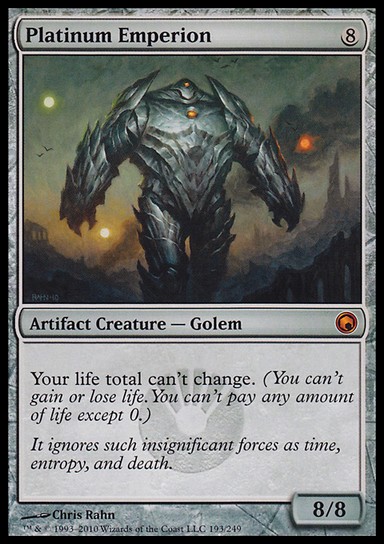 Platinum Emperion 8
RAHN·10
Artifact Creature — Golem
Your life total can't change. (You can't
gain or lose life. You can't pay any amount
of life except 0.)
It ignores such insignificant forces as time,
entropy, and death.
Chris Rahn
™ & © 1993–2010 Wizards of the Coast LLC 193/249
8/8